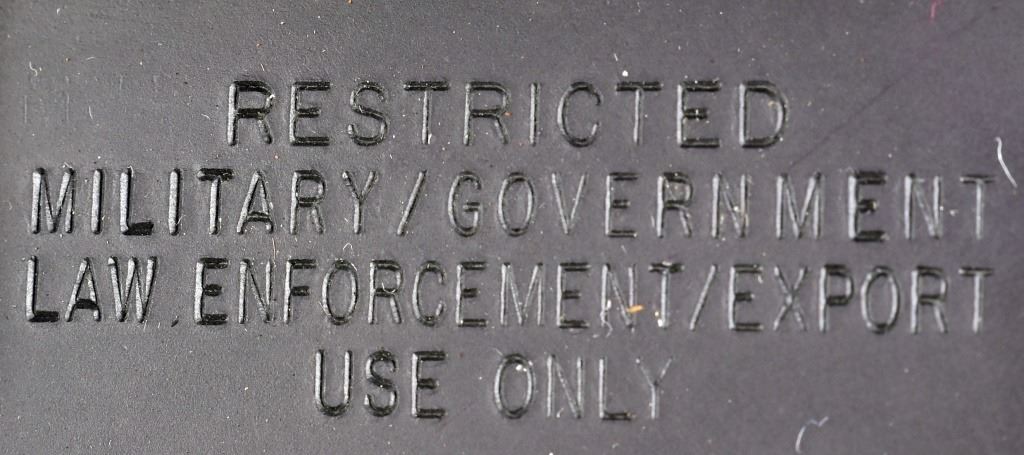 RESTRICTED
MILITARY/GOVERNMENT
LAW ENFORCEMENT/EXPORT
USE ONLY